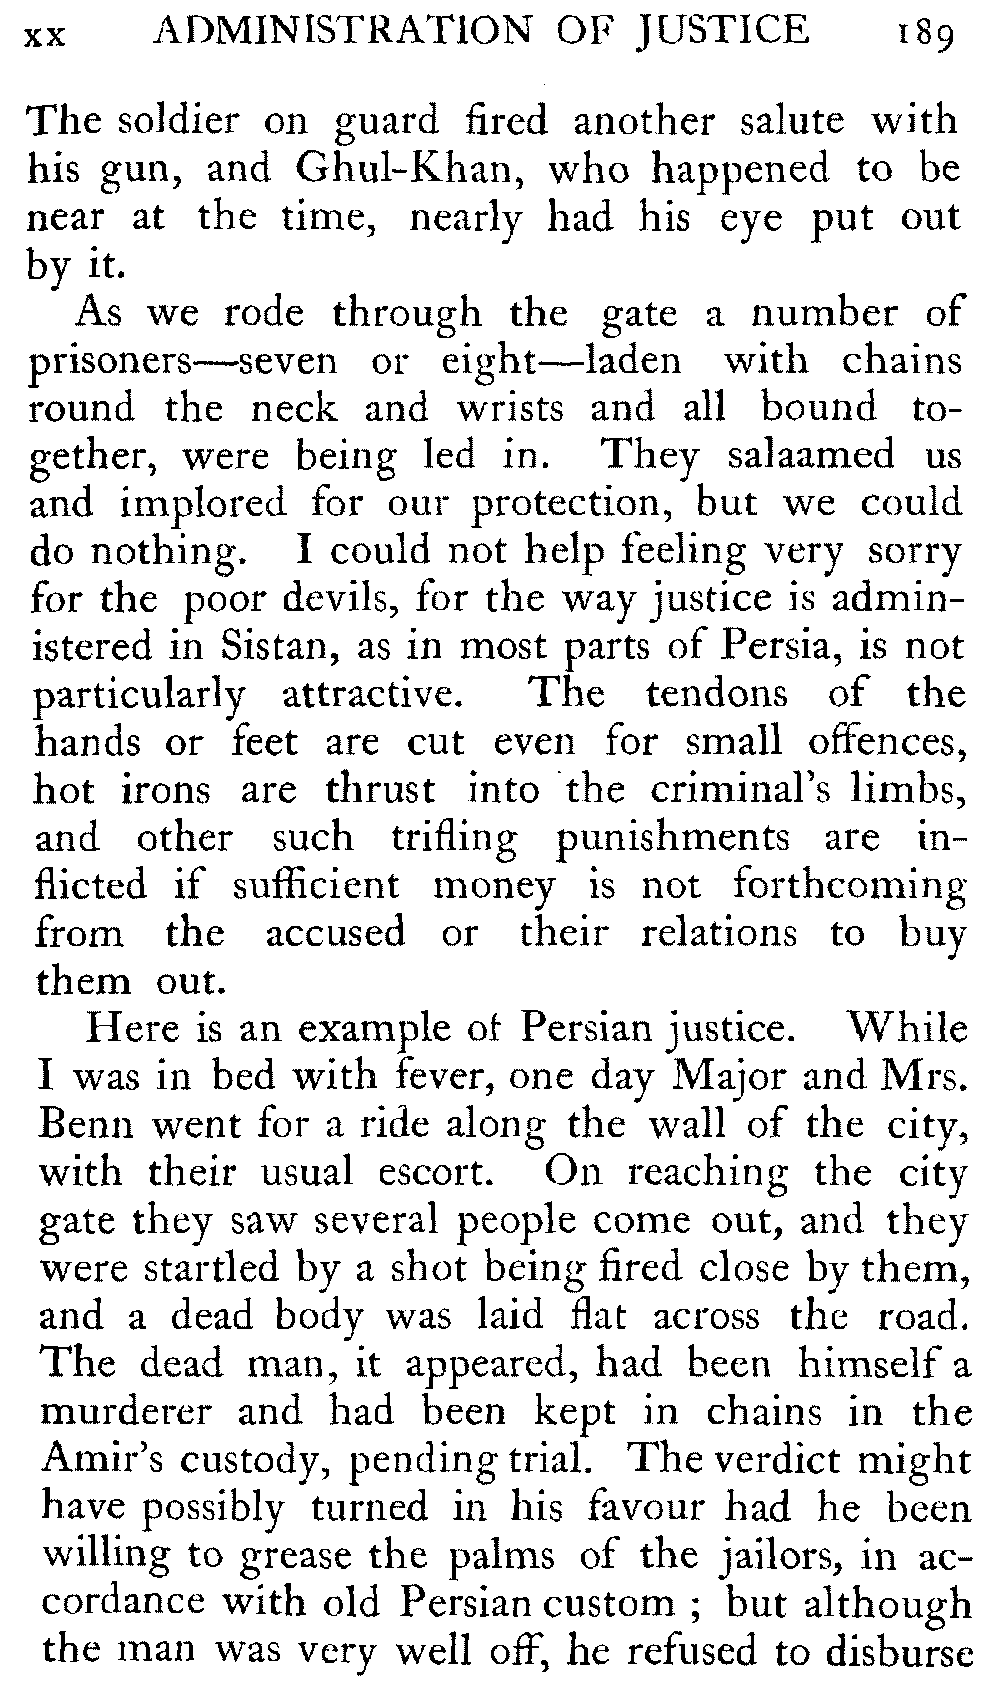 xx ADMINISTRATION OF JUSTICE 189
The soldier on guard fired another salute with
his gun, and Ghul-Khan, who happened to be
near at the time, nearly had his eye put out
by it.
As we rode through the gate a number of
prisoners—seven or eight—laden with chains
round the neck and wrists and all bound to-
gether, were being led in. They salaamed us
and implored for our protection, but we could
do nothing. I could not help feeling very sorry
for the poor devils, for the way justice is admin-
istered in Sistan, as in most parts of Persia, is not
particularly attractive. The tendons of the
hands or feet are cut even for small offences,
hot irons are thrust into the criminal's limbs,
and other such trifling punishments are in-
flicted if sufficient money is not forthcoming
from the accused or their relations to buy
them out.
Here is an example of Persian justice. While
I was in bed with fever, one day Major and Mrs.
Benn went for a ride along the wall of the city,
with their usual escort. On reaching the city
gate they saw several people come out, and they
were startled by a shot being fired close by them,
and a dead body was laid flat across the road.
The dead man, it appeared, had been himself a
murderer and had been kept in chains in the
Amir's custody, pending trial. The verdict might
have possibly turned in his favour had he been
willing to grease the palms of the jailors, in ac-
cordance with old Persian custom ; but although
the man was very well off, he refused to disburse